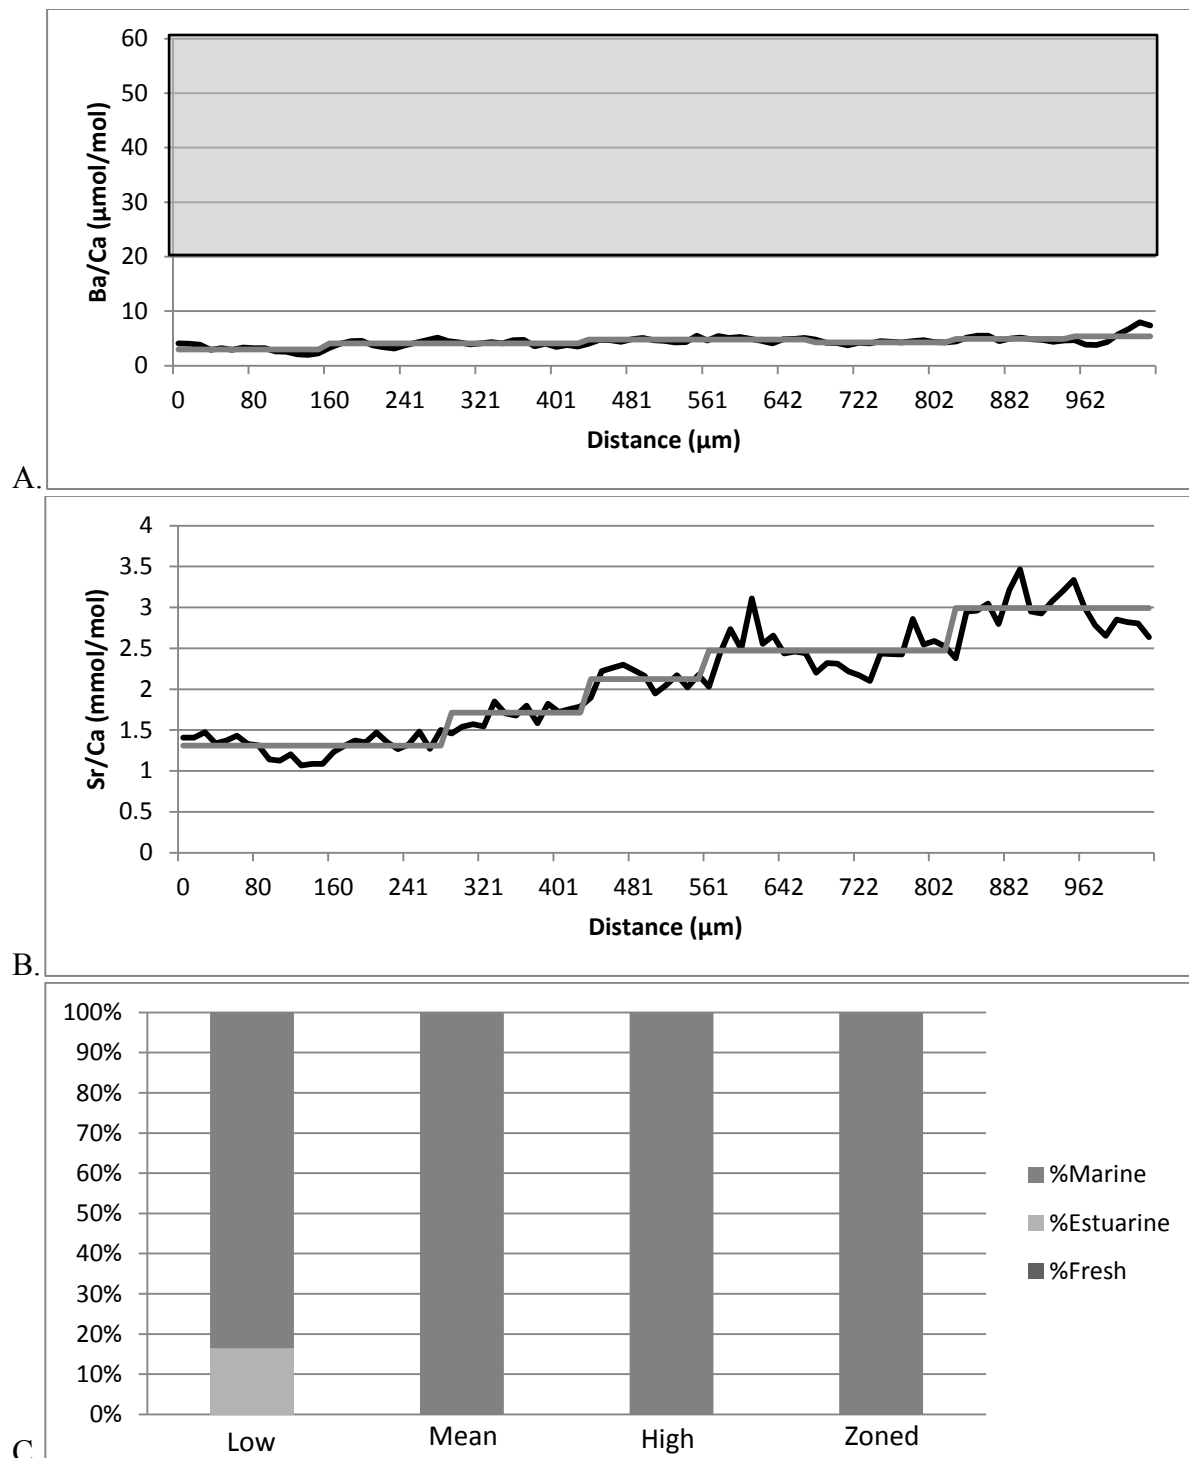 60
50
40
30
20
10
0
Ba/Ca (µmol/mol)
0 80 160 241 321 401 481 561 642 722 802 882 962
Distance (µm)
A.
4
3.5
3
2.5
2
1.5
1
0.5
0
Sr/Ca (mmol/mol)
0 80 160 241 321 401 481 561 642 722 802 882 962
Distance (µm)
B.
100%
90%
80%
70%
60%
50%
40%
30%
20%
10%
0%
Low Mean High Zoned
%Marine
%Estuarine
%Fresh
C